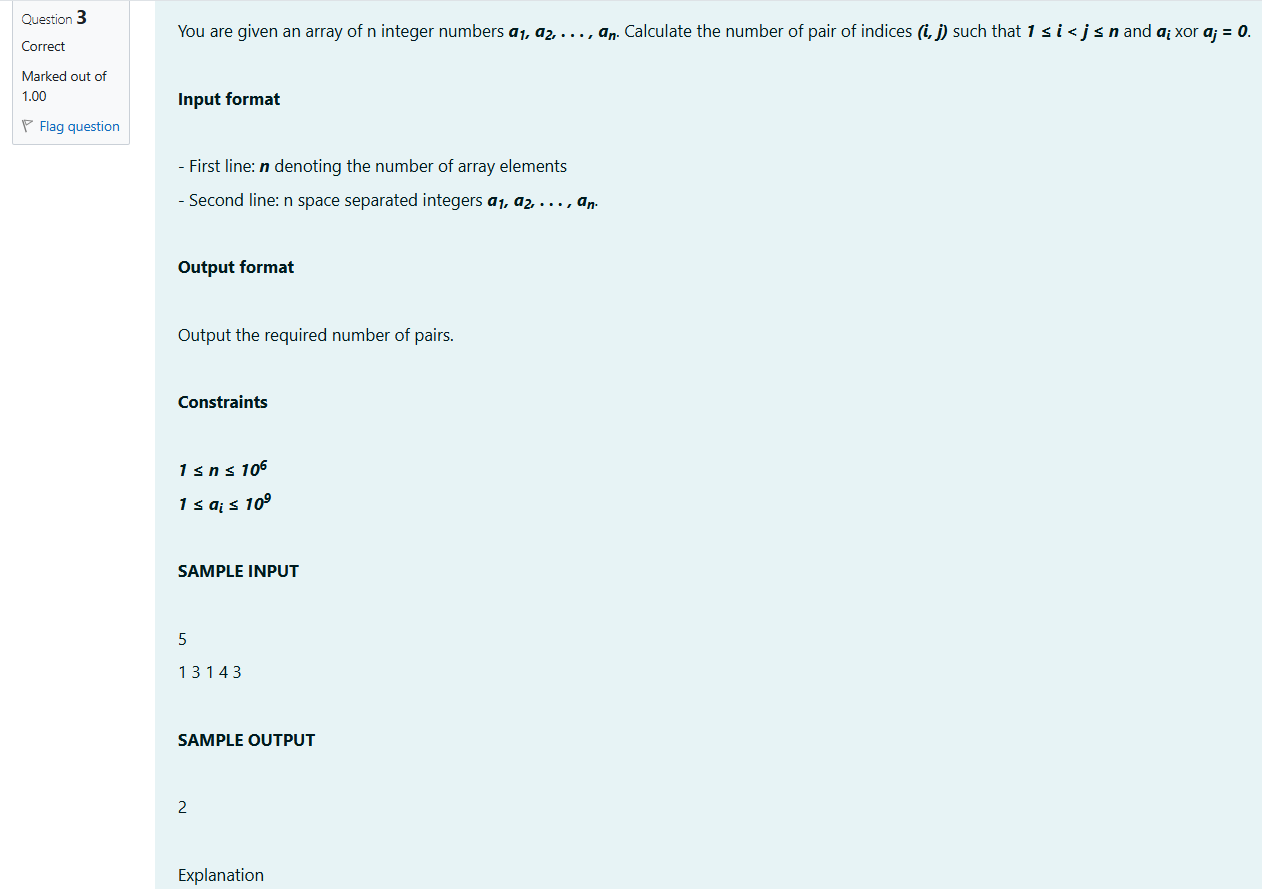 Question 3
Correct
Marked out of
1.00
Flag question
You are given an array of n integer numbers a₁, a₂, . . . , aₙ. Calculate the number of pair of indices (i, j) such that 1 ≤ i < j ≤ n and aᵢ xor aⱼ = 0.
Input format
- First line: n denoting the number of array elements
- Second line: n space separated integers a₁, a₂, . . . , aₙ.
Output format
Output the required number of pairs.
Constraints
1 ≤ n ≤ 10⁶
1 ≤ aᵢ ≤ 10⁹
SAMPLE INPUT
5
1 3 1 4 3
SAMPLE OUTPUT
2
Explanation